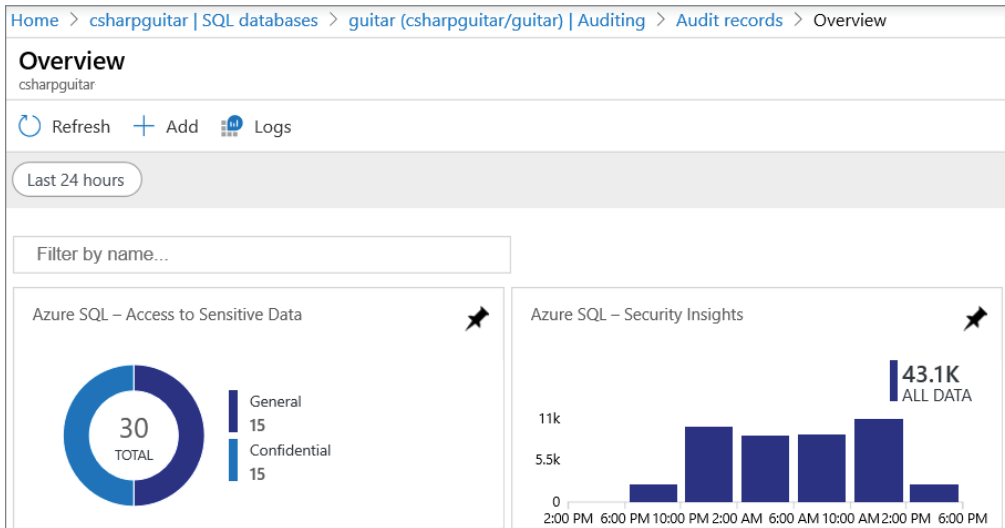 Home > csharpguitar | SQL databases > guitar (csharpguitar/guitar) | Auditing > Audit records > Overview
Overview
csharpguitar
Refresh Add Logs
Last 24 hours
Filter by name...
Azure SQL – Access to Sensitive Data
30
TOTAL
General
15
Confidential
15
Azure SQL – Security Insights
43.1K
ALL DATA
11k
5.5k
0
2:00 PM 6:00 PM 10:00 PM 2:00 AM 6:00 AM 10:00 AM 2:00 PM 6:00 PM